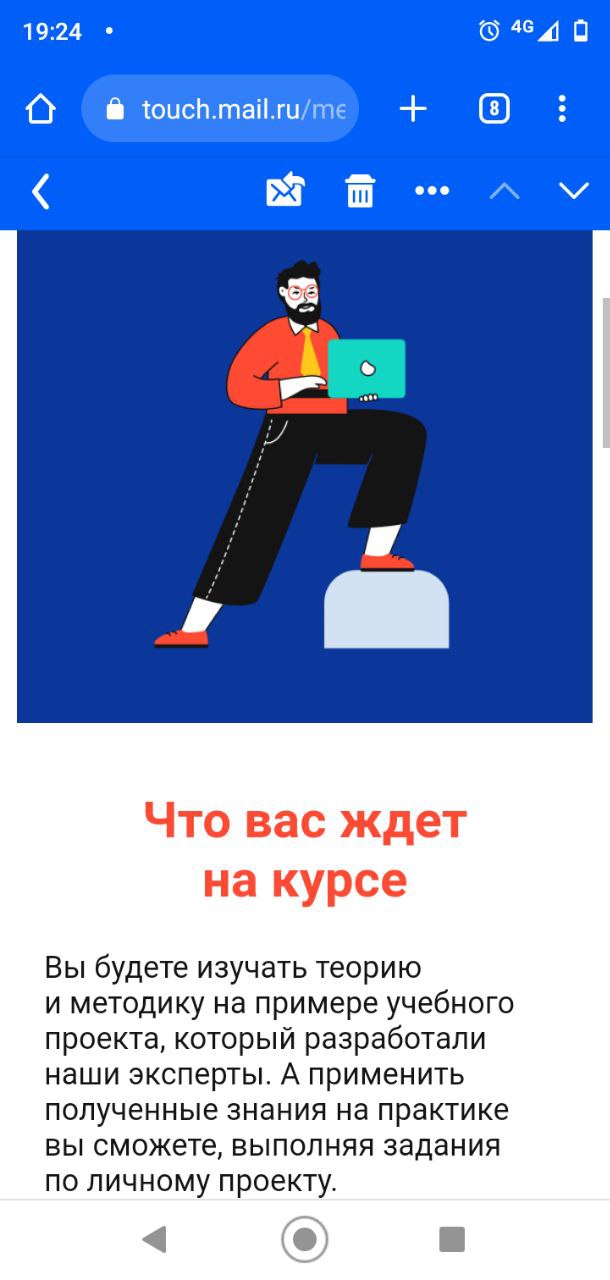 19:24
4G
touch.mail.ru/me
8
Что вас ждет
на курсе
Вы будете изучать теорию
и методику на примере учебного
проекта, который разработали
наши эксперты. А применить
полученные знания на практике
вы сможете, выполняя задания
по личному проекту.